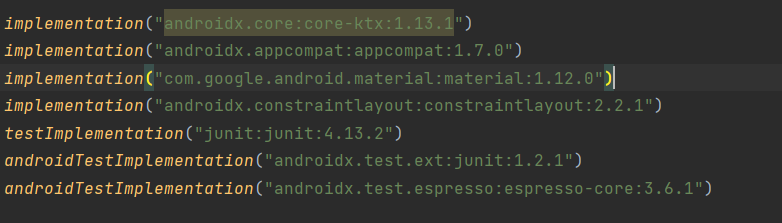 implementation("androidx.core:core-ktx:1.13.1")
implementation("androidx.appcompat:appcompat:1.7.0")
implementation("com.google.android.material:material:1.12.0")
implementation("androidx.constraintlayout:constraintlayout:2.2.1")
testImplementation("junit:junit:4.13.2")
androidTestImplementation("androidx.test.ext:junit:1.2.1")
androidTestImplementation("androidx.test.espresso:espresso-core:3.6.1")